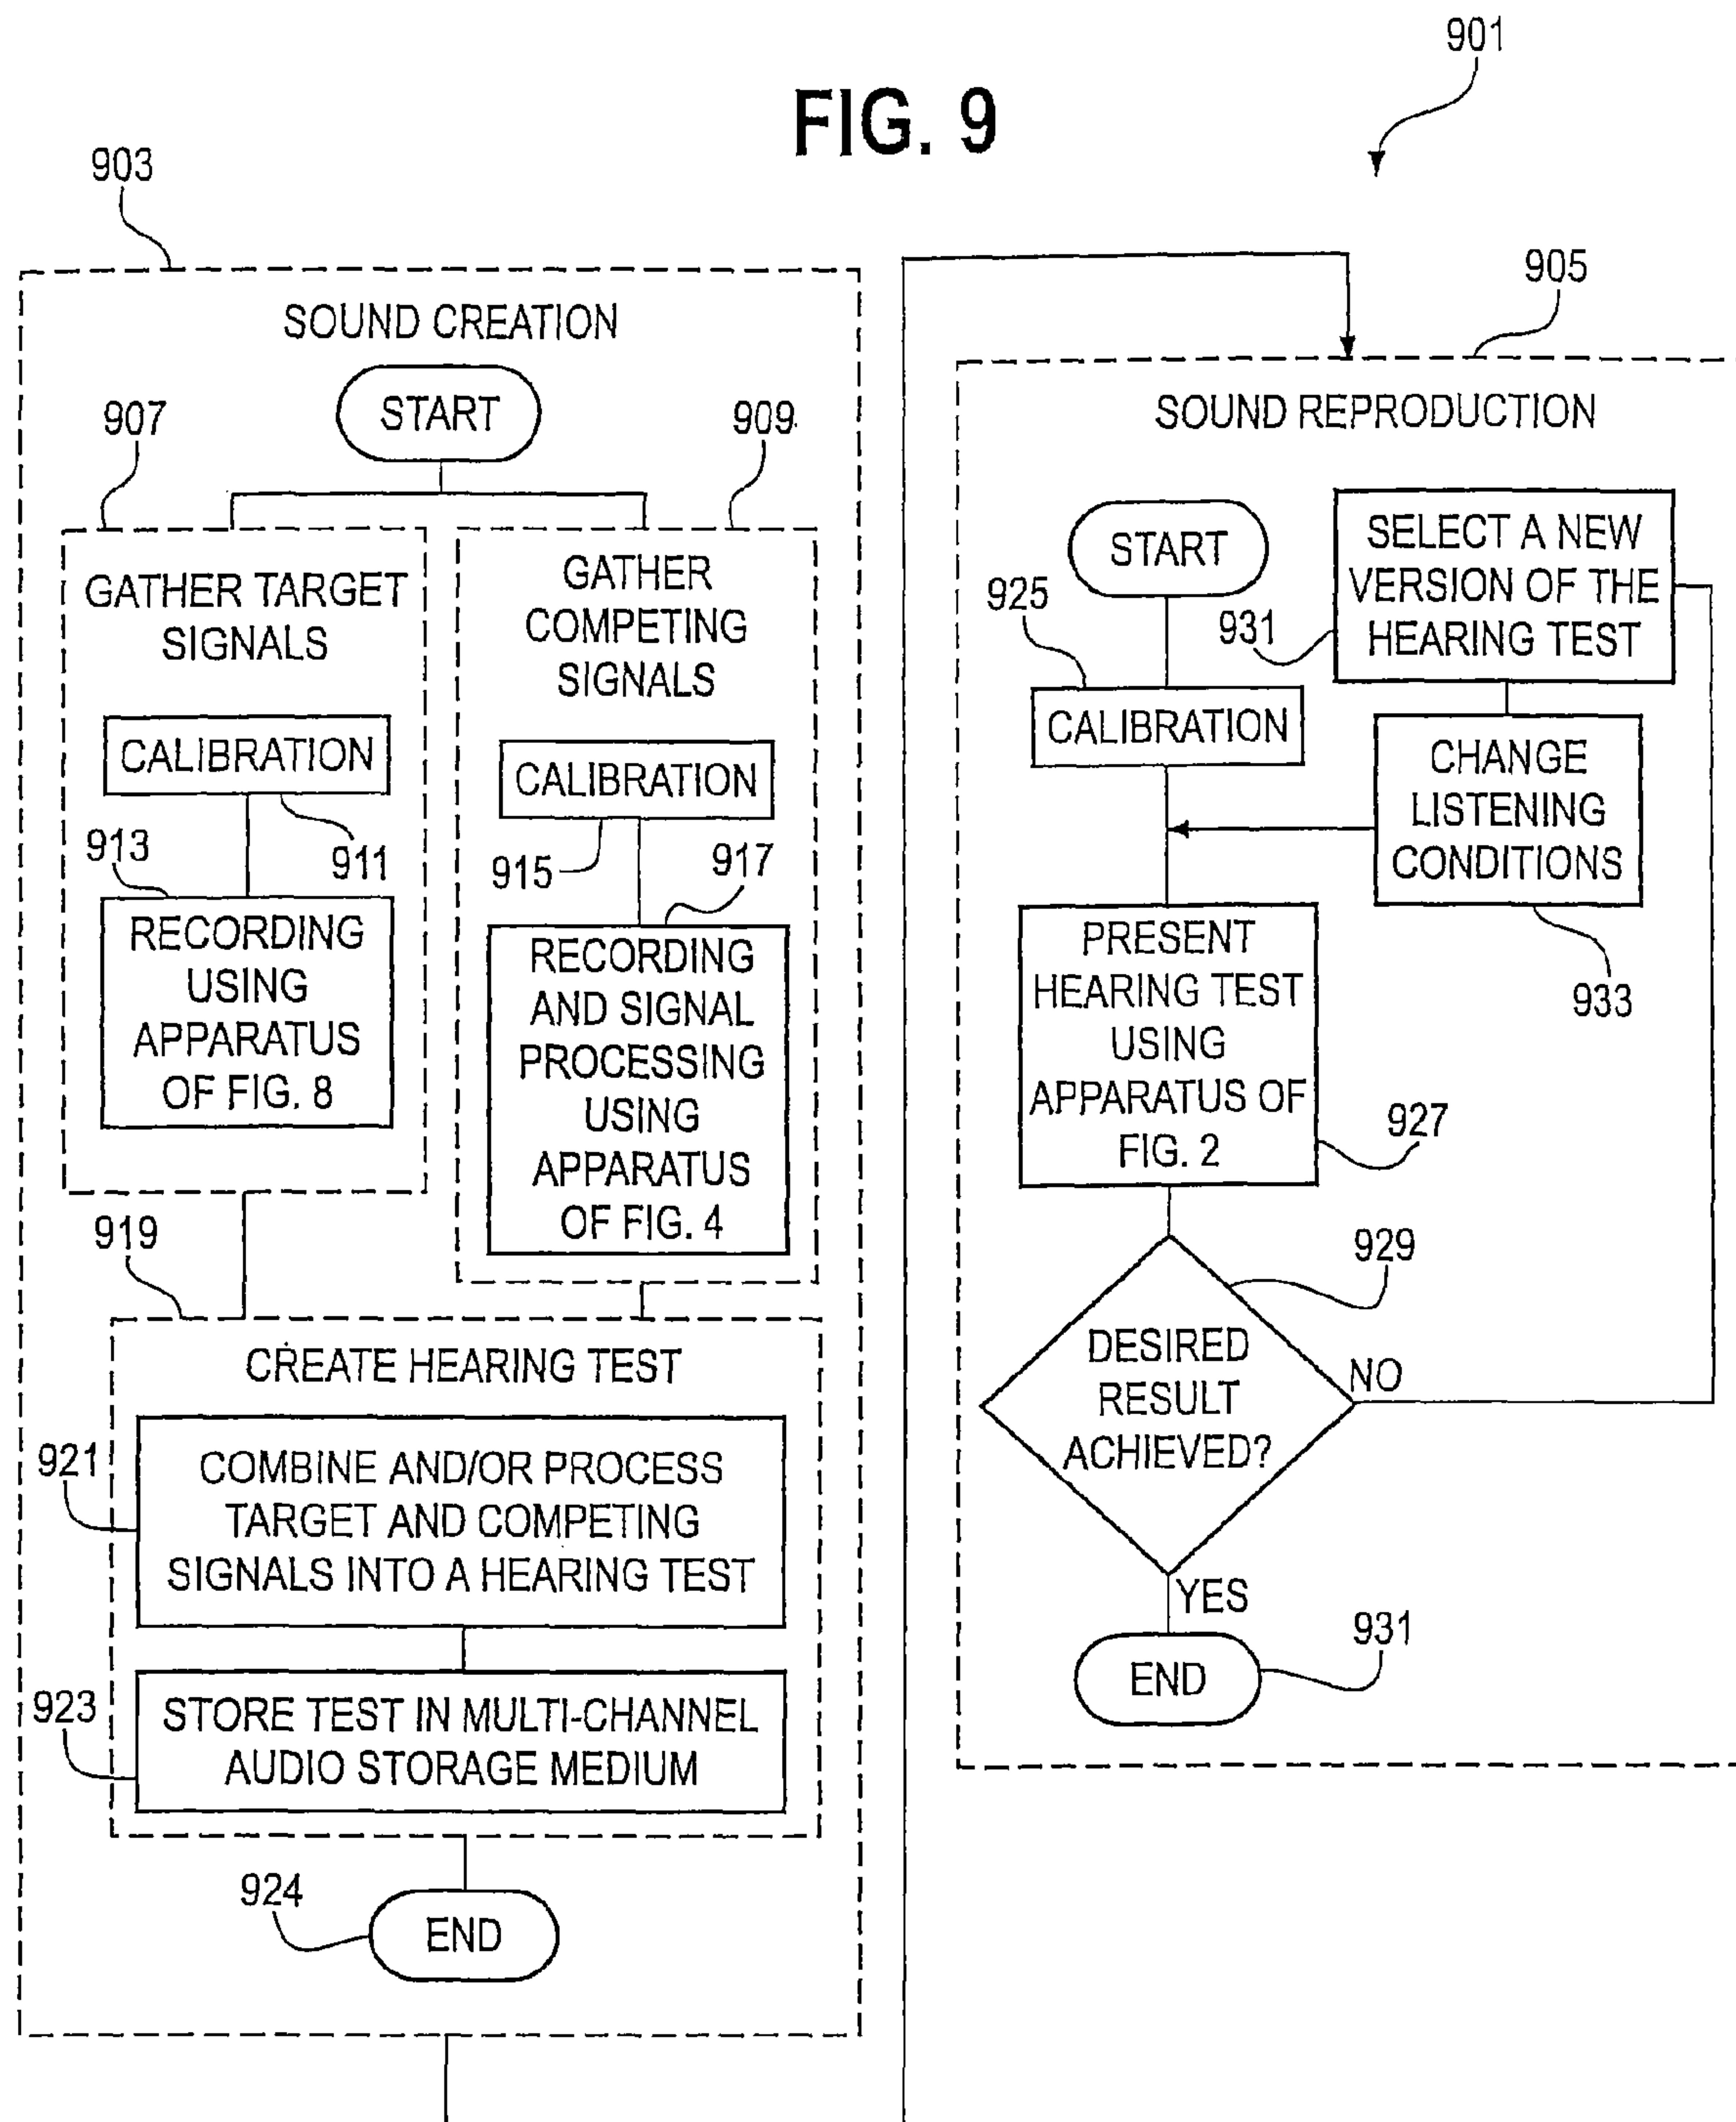 FIG. 9
901
903
SOUND CREATION
START
907
909
GATHER TARGET
SIGNALS
CALIBRATION
911
913
RECORDING
USING
APPARATUS
OF FIG. 8
GATHER
COMPETING
SIGNALS
CALIBRATION
915
917
RECORDING
AND SIGNAL
PROCESSING
USING
APPARATUS
OF FIG. 4
919
CREATE HEARING TEST
921
COMBINE AND/OR PROCESS
TARGET AND COMPETING
SIGNALS INTO A HEARING TEST
923
STORE TEST IN MULTI-CHANNEL
AUDIO STORAGE MEDIUM
924
END
905
SOUND REPRODUCTION
START
925
CALIBRATION
931
SELECT A NEW
VERSION OF THE
HEARING TEST
CHANGE
LISTENING
CONDITIONS
933
PRESENT
HEARING TEST
USING
APPARATUS OF
FIG. 2
927
929
DESIRED
RESULT
ACHIEVED?
NO
YES
931
END